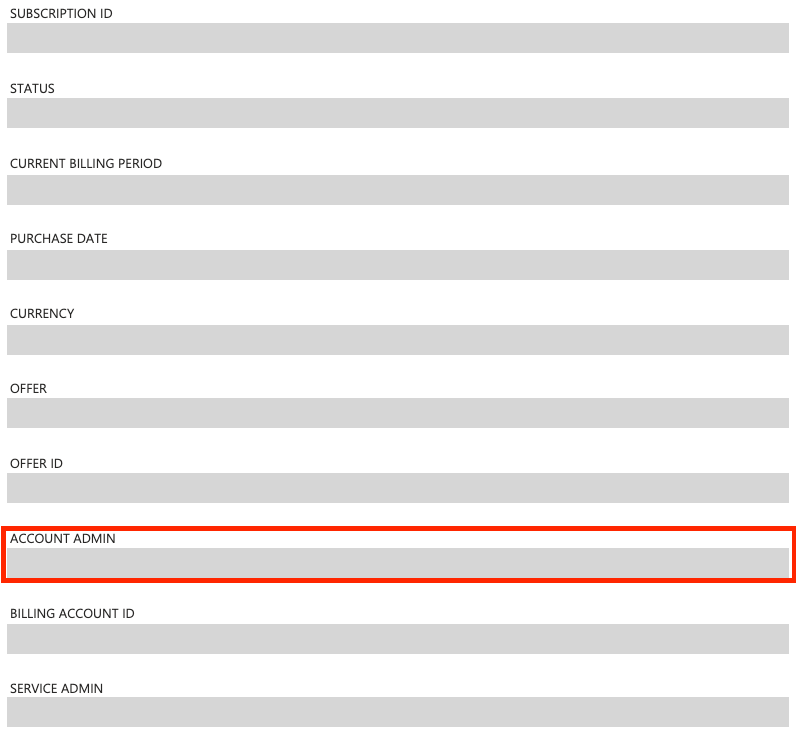 SUBSCRIPTION ID
STATUS
CURRENT BILLING PERIOD
PURCHASE DATE
CURRENCY
OFFER
OFFER ID
ACCOUNT ADMIN
BILLING ACCOUNT ID
SERVICE ADMIN